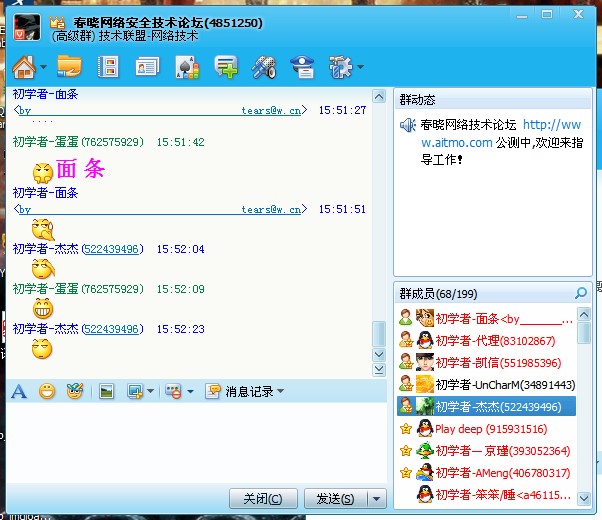 春晓网络安全技术论坛(4851250)
(高级群) 技术联盟-网络技术
初学者-面条
<by________________tears@w.cn> 15:51:27
....
初学者-蛋蛋(762575929) 15:51:42
面 条
初学者-面条
<by________________tears@w.cn> 15:51:51
初学者-杰杰(522439496) 15:52:04
初学者-蛋蛋(762575929) 15:52:09
初学者-杰杰(522439496) 15:52:23
A
消息记录
关闭(C)
发送(S)
群动态
春晓网络技术论坛 http://ww
w.aitmo.com 公测中,欢迎来指
导工作!
群成员(68/199)
初学者-面条<by_______...
初学者-代理(83102867)
初学者-凯信(551985396)
初学者-UnCharM(34891443)
初学者-杰杰(522439496)
Play deep (915931516)
初学者—京瑾(393052364)
初学者-AMeng(406780317)
初学者-笨笨/睡<a46115...